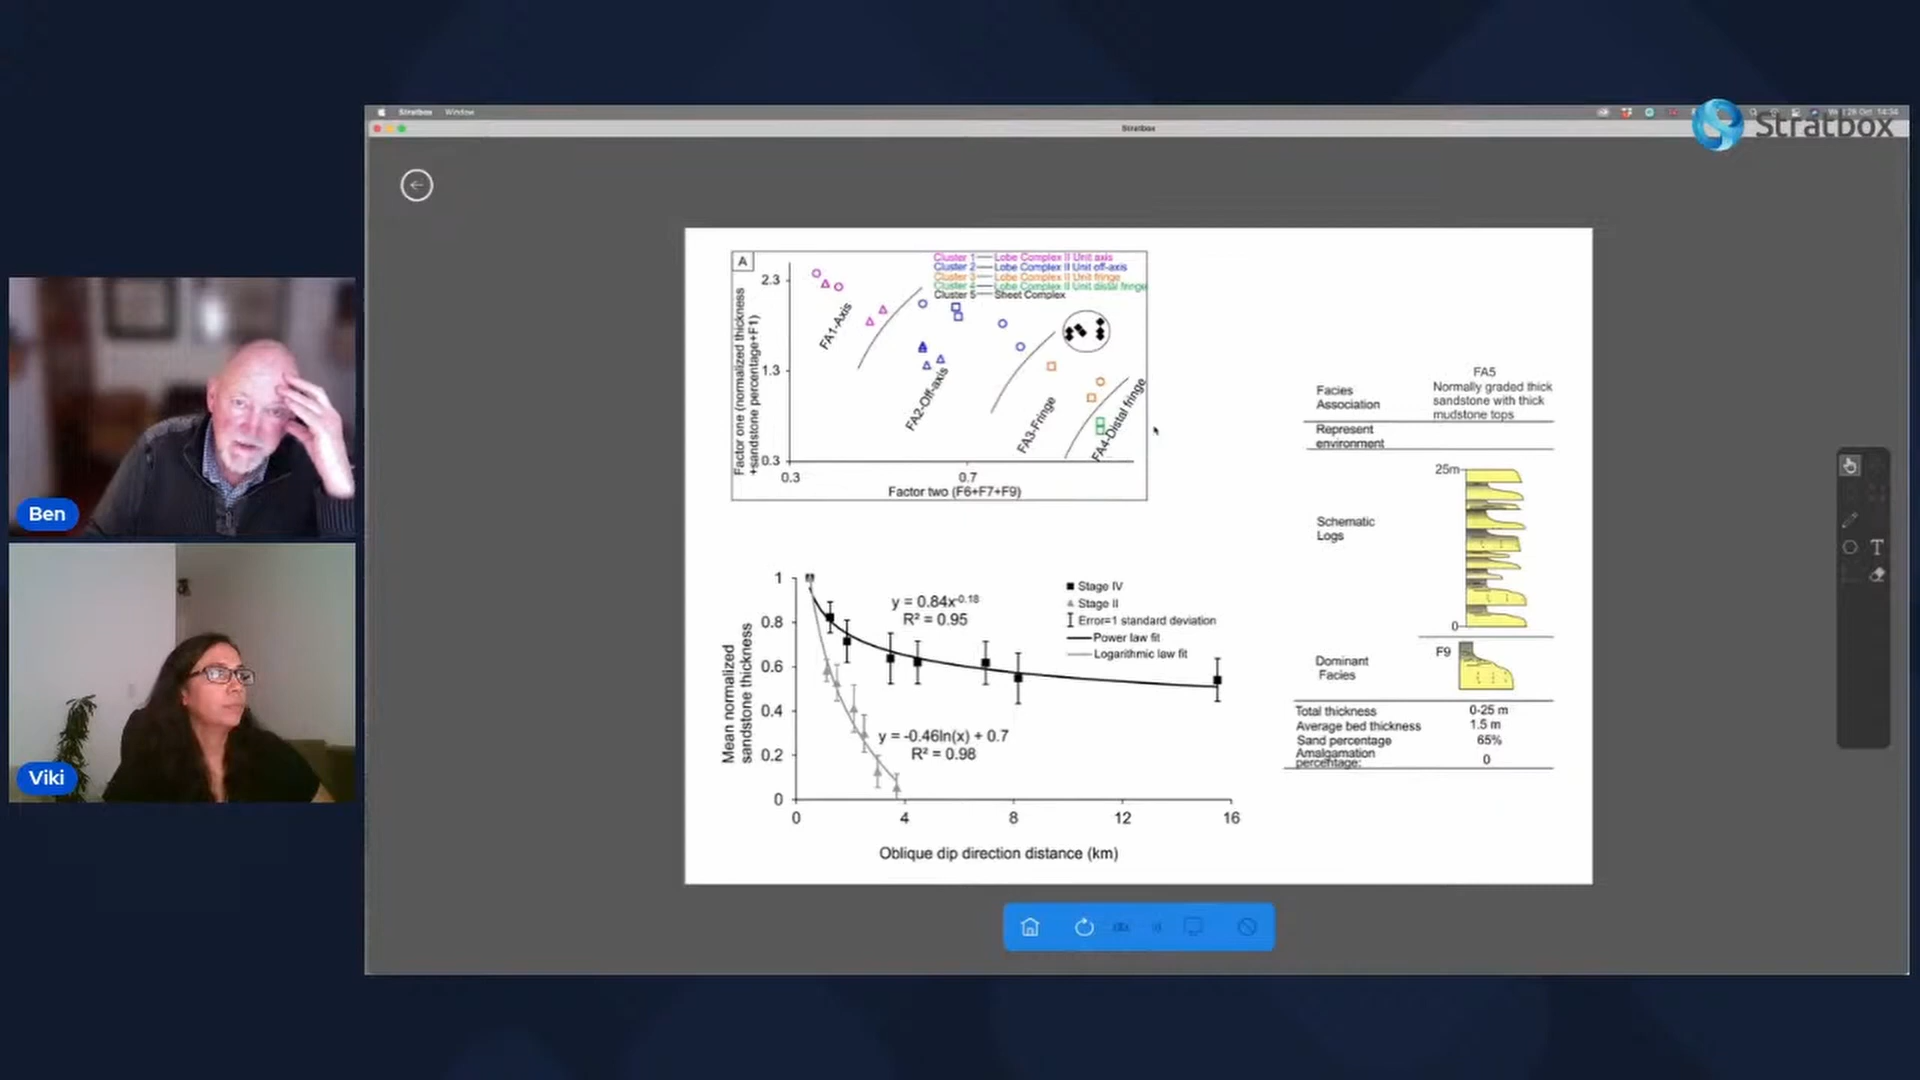 Stratbox Window
Stratbox
Stratbox
A
Cluster 1 — Lobe Complex II Unit axis
Cluster 2 — Lobe Complex II Unit off-axis
Cluster 3 — Lobe Complex II Unit fringe
Cluster 4 — Lobe Complex II Unit distal fringe
Cluster 5 — Sheet Complex
2.3
1.3
0.3
Factor one (normalized thickness
+sandstone percentage+F1)
FA1-Axis
FA2-Off-axis
FA3-Fringe
FA4-Distal fringe
0.3
0.7
Factor two (F6+F7+F9)
FA5
Facies
Association
Normally graded thick
sandstone with thick
mudstone tops
Represent
environment
25m
Schematic
Logs
0
F9
Dominant
Facies
Total thickness 0-25 m
Average bed thickness 1.5 m
Sand percentage 65%
Amalgamation
percentage: 0
1
0.8
0.6
0.4
0.2
0
Mean normalized
sandstone thickness
y = 0.84x-0.18
R² = 0.95
Stage IV
Stage II
Error=1 standard deviation
Power law fit
Logarithmic law fit
y = -0.46ln(x) + 0.7
R² = 0.98
0 4 8 12 16
Oblique dip direction distance (km)
T
Ben
Viki